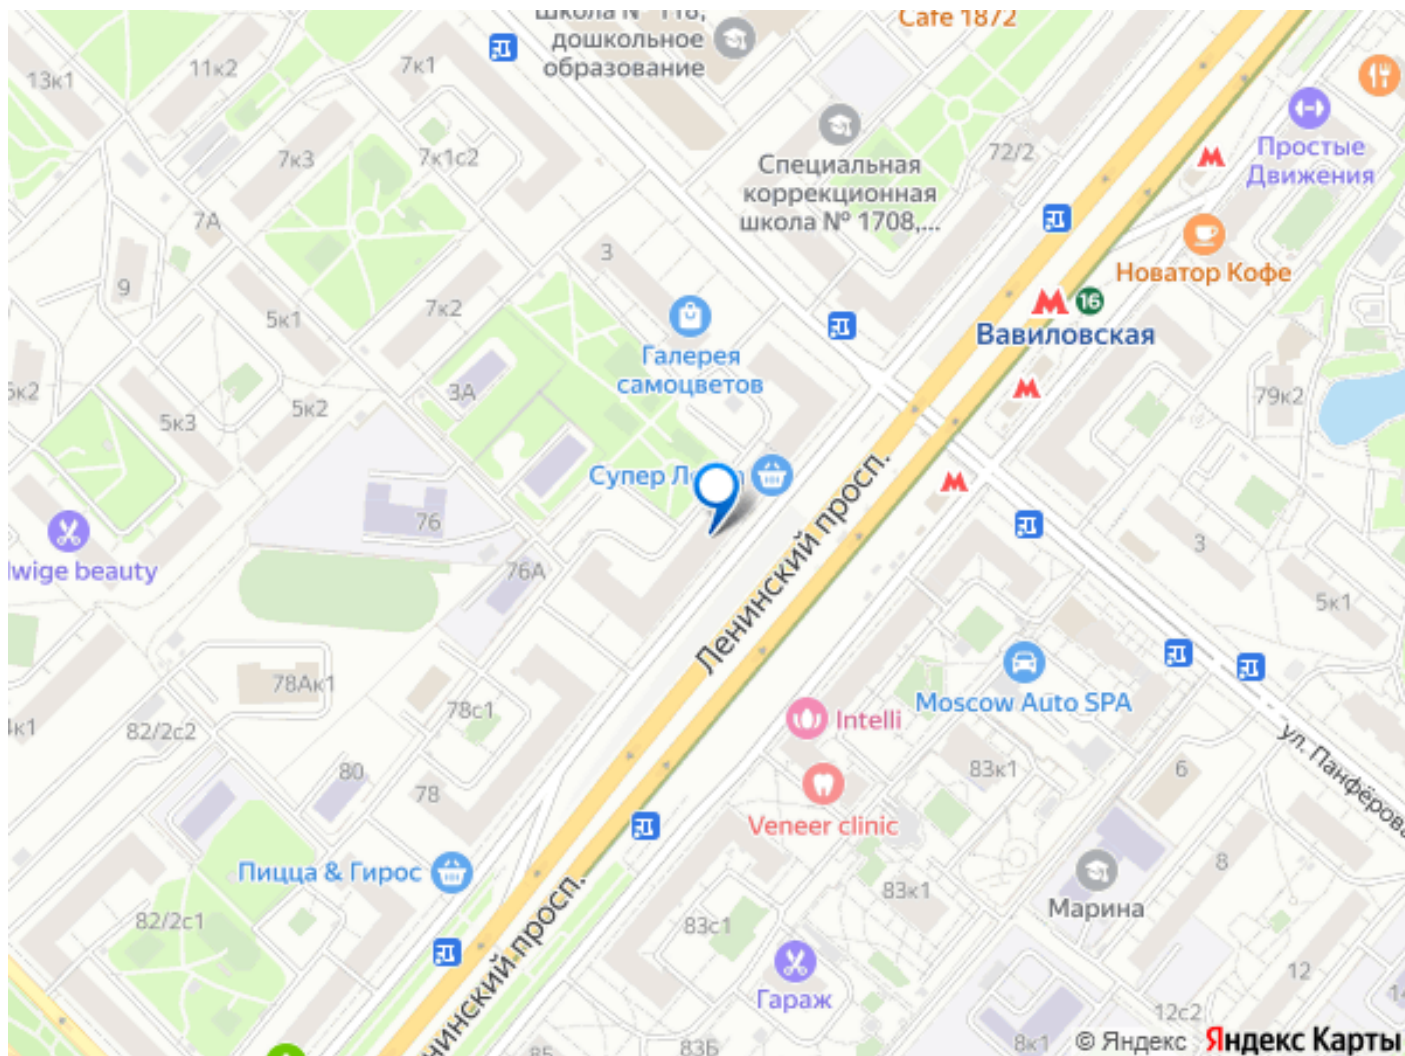 школа № 118,
дошкольное
образование
Cafe 1872
13к1
11к2
7к1
7к3
7к1с2
Специальная
коррекционная
школа № 1708,...
72/2
Простые
Движения
7А
3
Новатор Кофе
9
5к1
7к2
16
Вавиловская
Галерея
самоцветов
3А
5к2
5к3
79к2
Супер Л
76
Ленинский просп.
3
76А
lwige beauty
5к1
78Ак1
78с1
82/2с2
Moscow Auto SPA
Intelli
ул. Панфёрова
80
78
83к1
6
Veneer clinic
Пицца & Гирос
8
83к1
Марина
82/2с1
83с1
нинский просп.
Гараж
12
12с2
8к1
85
83Б
© Яндекс Яндекс Карты